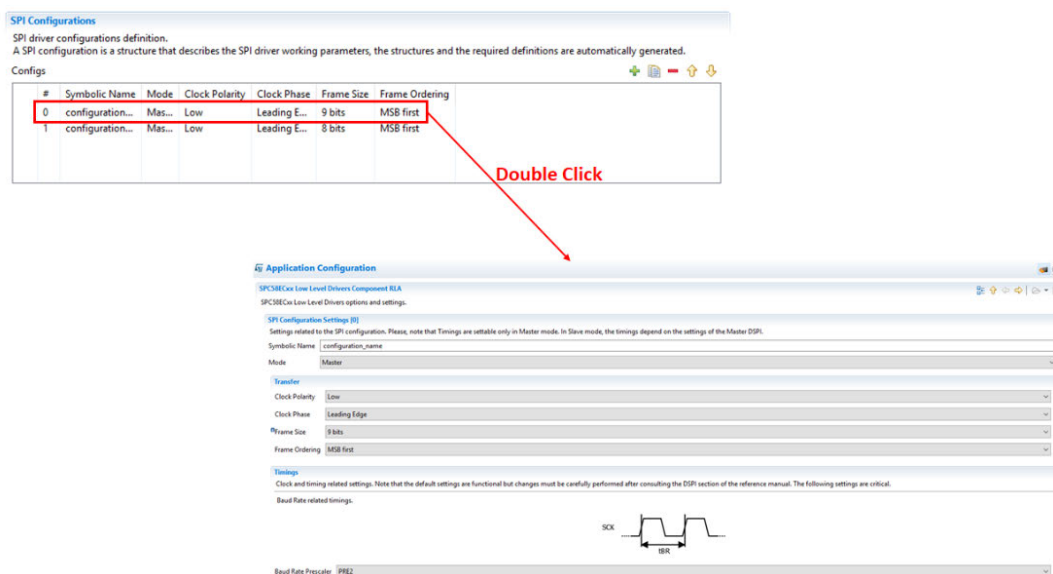 SPI Configurations
SPI driver configurations definition.
A SPI configuration is a structure that describes the SPI driver working parameters, the structures and the required definitions are automatically generated.
Configs
# Symbolic Name Mode Clock Polarity Clock Phase Frame Size Frame Ordering
0 configuration... Mas... Low Leading E... 9 bits MSB first
1 configuration... Mas... Low Leading E... 8 bits MSB first
Double Click
Application Configuration
SPC58ECxx Low Level Drivers Component RLA
SPC58ECxx Low Level Drivers options and settings.
SPI Configuration Settings [0]
Settings related to the SPI configuration. Please, note that Timings are settable only in Master mode. In Slave mode, the timings depend on the settings of the Master DSPI.
Symbolic Name configuration_name
Mode Master
Transfer
Clock Polarity Low
Clock Phase Leading Edge
Frame Size 9 bits
Frame Ordering MSB first
Timings
Clock and timing related settings. Note that the default settings are functional but changes must be carefully performed after consulting the DSPI section of the reference manual. The following settings are critical.
Baud Rate related timings.
SCK
tBR
Baud Rate Prescaler PRE2